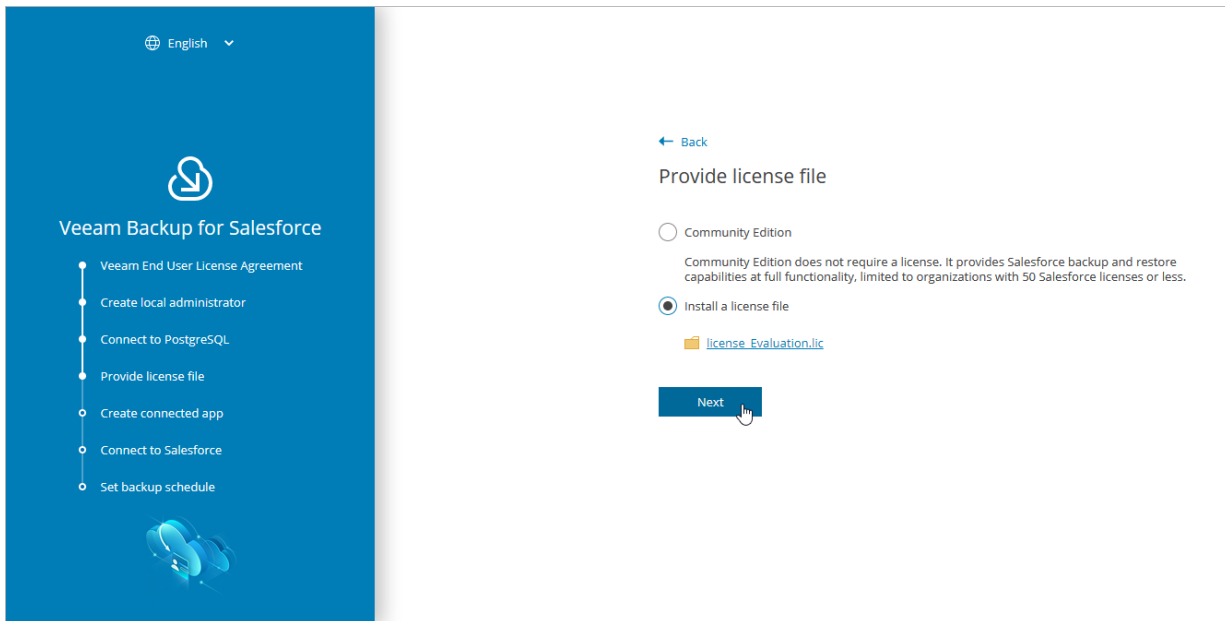 English
Veeam Backup for Salesforce
Veeam End User License Agreement
Create local administrator
Connect to PostgreSQL
Provide license file
Create connected app
Connect to Salesforce
Set backup schedule
Back
Provide license file
Community Edition
Community Edition does not require a license. It provides Salesforce backup and restore
capabilities at full functionality, limited to organizations with 50 Salesforce licenses or less.
Install a license file
license_Evaluation.lic
Next